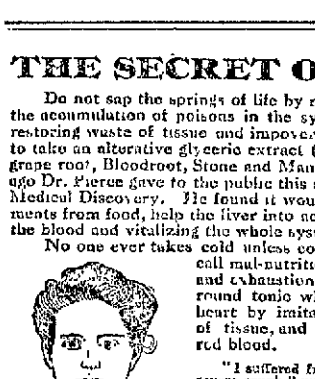 THE SECRET O
Do not sap the springs of life by
the accumulation of poisons in the sy
restoring waste of tissue and impover
to take an alterative glyceric extract
grape root, Bloodroot, Stone and Man
ago Dr. Pierce gave to the public this
Medical Discovery. He found it wou
ments from food, help the liver into ac
the blood and vitalizing the whole sys
No one ever takes cold unless co
call mal-nutrit
and exhaustion
round tonic w
heart by imita
of tissue, and
red blood.
"I suffered f